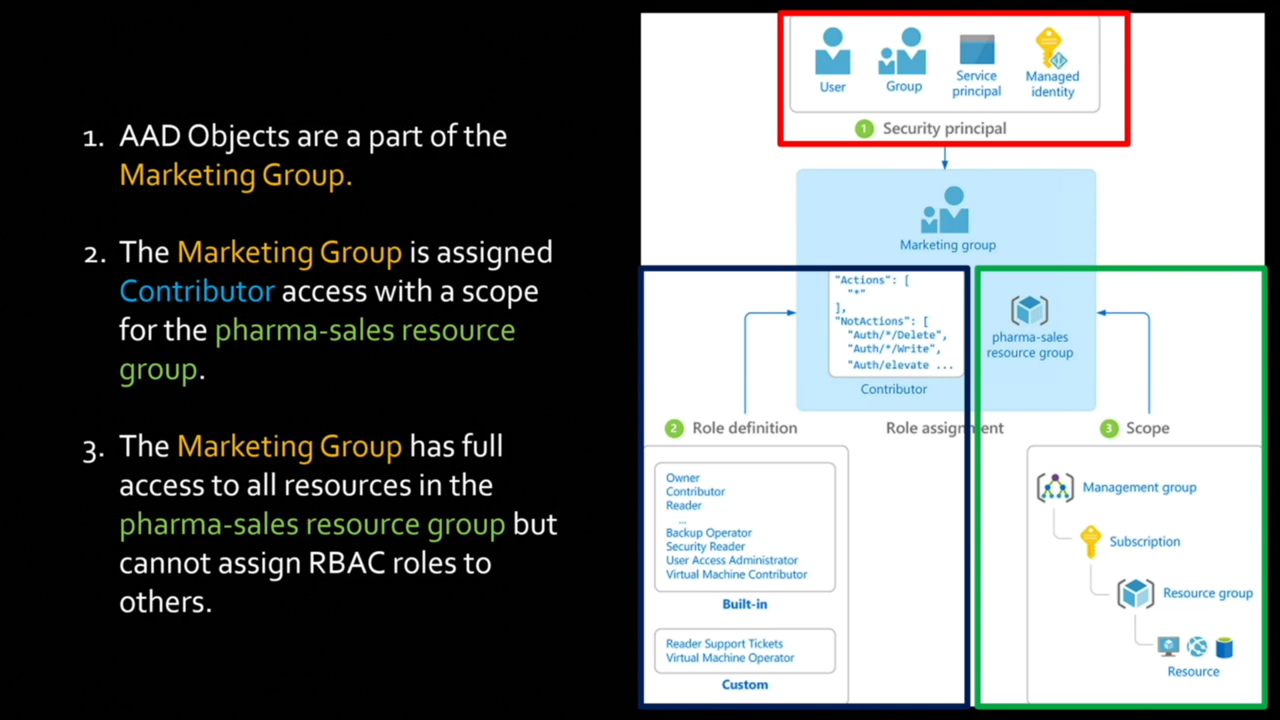 1. AAD Objects are a part of the
Marketing Group.
2. The Marketing Group is assigned
Contributor access with a scope
for the pharma-sales resource
group.
3. The Marketing Group has full
access to all resources in the
pharma-sales resource group but
cannot assign RBAC roles to
others.
User
Group
Service
principal
Managed
identity
1 Security principal
Marketing group
"Actions": [
"*"
],
"NotActions": [
"Auth/*/Delete",
"Auth/*/Write",
"Auth/elevate ...
Contributor
pharma-sales
resource group
2 Role definition
Role assignment
3 Scope
Owner
Contributor
Reader
...
Backup Operator
Security Reader
User Access Administrator
Virtual Machine Contributor
Built-in
Reader Support Tickets
Virtual Machine Operator
Custom
Management group
Subscription
Resource group
Resource